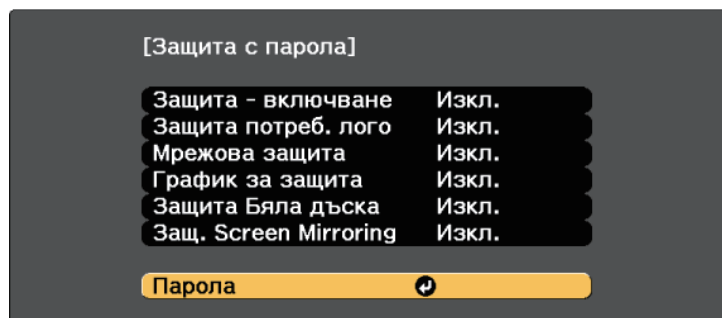 [Защита с парола]
Защита - включване Изкл.
Защита потреб. лого Изкл.
Мрежова защита Изкл.
График за защита Изкл.
Защита Бяла дъска Изкл.
Защ. Screen Mirroring Изкл.
Парола